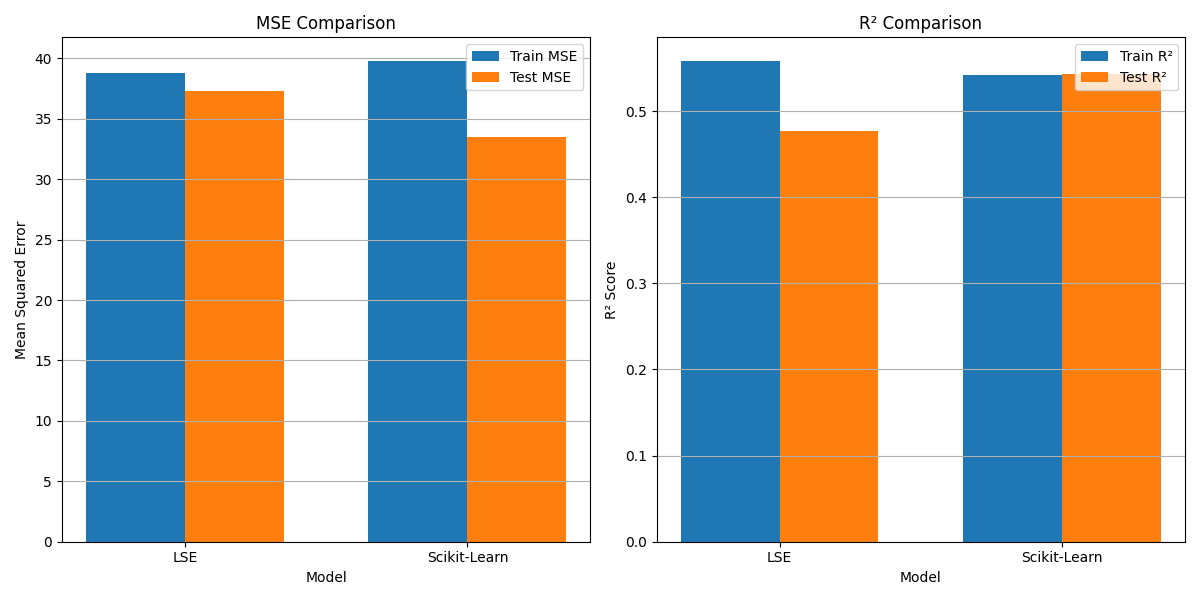 MSE Comparison
Train MSE
Test MSE
Mean Squared Error
40
35
30
25
20
15
10
5
0
LSE
Scikit-Learn
Model
R² Comparison
Train R²
Test R²
R² Score
0.5
0.4
0.3
0.2
0.1
0.0
LSE
Scikit-Learn
Model